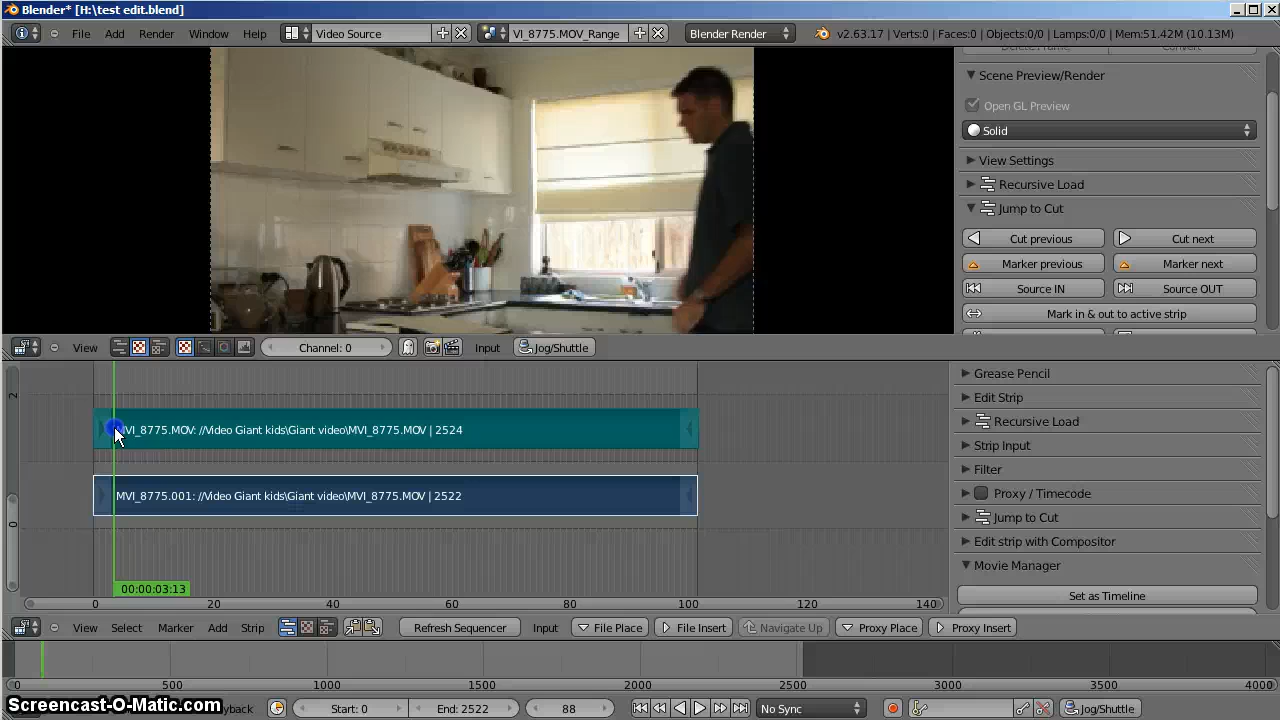 Blender* [H:\test edit.blend]
File Add Render Window Help Video Source VI_8775.MOV_Range Blender Render v2.63.17 | Verts:0 | Faces:0 | Objects:0/0 | Lamps:0/0 | Mem:51.42M (10.13M)
Scene Preview/Render
Open GL Preview
Solid
View Settings
Recursive Load
Jump to Cut
Cut previous Cut next
Marker previous Marker next
Source IN Source OUT
Mark in & out to active strip
View Channel: 0 Input Jog/Shuttle
Grease Pencil
Edit Strip
Recursive Load
Strip Input
Filter
Proxy / Timecode
Jump to Cut
Edit strip with Compositor
Movie Manager
Set as Timeline
2
VI_8775.MOV: //Video Giant kids\Giant video\MVI_8775.MOV | 2524
MVI_8775.001: //Video Giant kids\Giant video\MVI_8775.MOV | 2522
0
00:00:03:13
0 20 40 60 80 100 120 140
View Select Marker Add Strip Refresh Sequencer Input File Place File Insert Navigate Up Proxy Place Proxy Insert
0 500 1000 1500 2000 2500 3000 3500 4000
Screencast-O-Matic.com
yback Start: 0 End: 2522 88 No Sync Jog/Shuttle